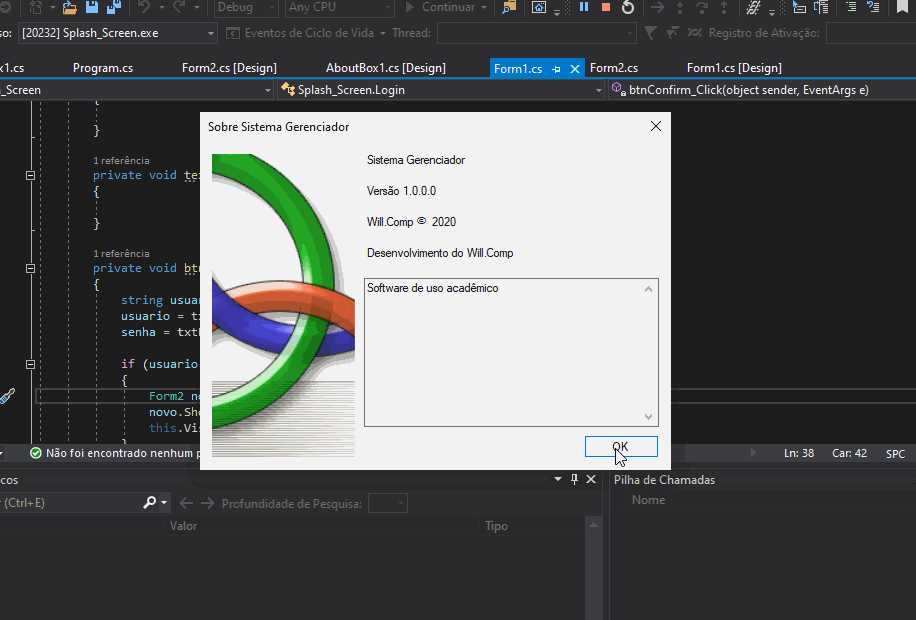 Debug Any CPU Continuar
so: [20232] Splash_Screen.exe Eventos de Ciclo de Vida Thread: Registro de Ativação:
x1.cs Program.cs Form2.cs [Design] AboutBox1.cs [Design] Form1.cs Form2.cs Form1.cs [Design]
_Screen Splash_Screen.Login btnConfirm_Click(object sender, EventArgs e)
}
1 referência
private void te
{
}
1 referência
private void bt
{
string usua
usuario = t
senha = txt
if (usuario
{
Form2 n
novo.Sh
this.Vi
Sobre Sistema Gerenciador
Sistema Gerenciador
Versão 1.0.0.0
Will.Comp © 2020
Desenvolvimento do Will.Comp
Software de uso acadêmico
OK
Não foi encontrado nenhum p Ln: 38 Car: 42 SPC
cos Pilha de Chamadas
(Ctrl+E) Profundidade de Pesquisa: Nome
Valor Tipo